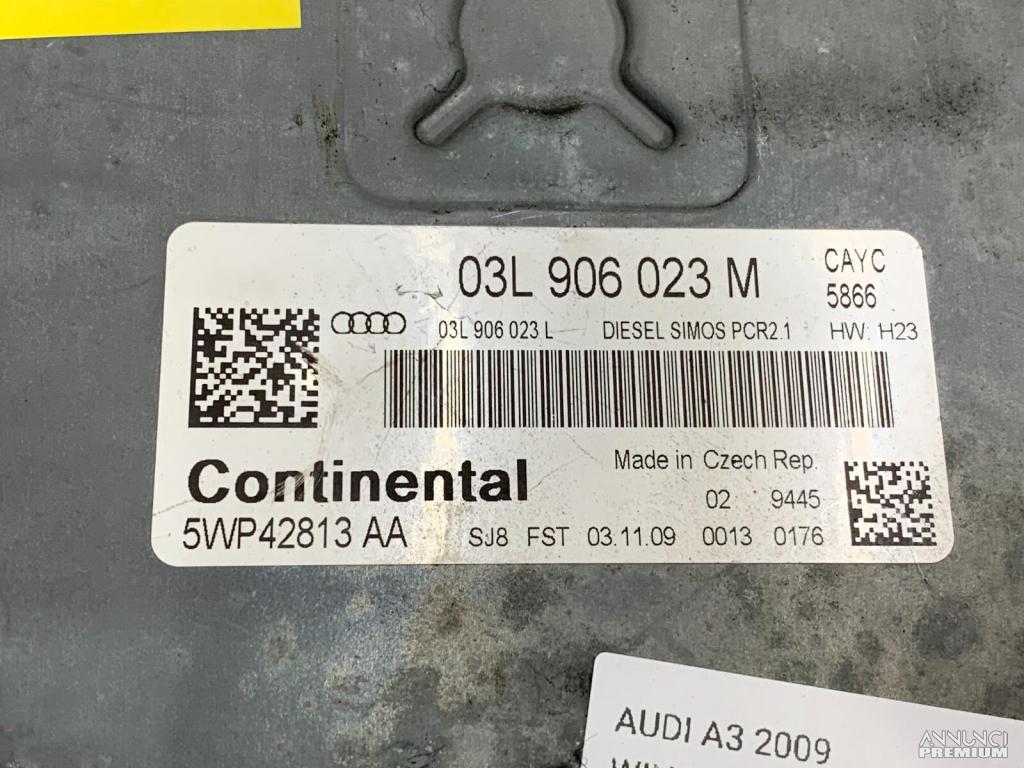 03L 906 023 M
CAYC
5866
03L 906 023 L DIESEL SIMOS PCR2.1 HW: H23
Continental
Made in Czech Rep.
02 9445
5WP42813 AA SJ8 FST 03.11.09 0013 0176
AUDI A3 2009
ANNUNCI
PREMIUM